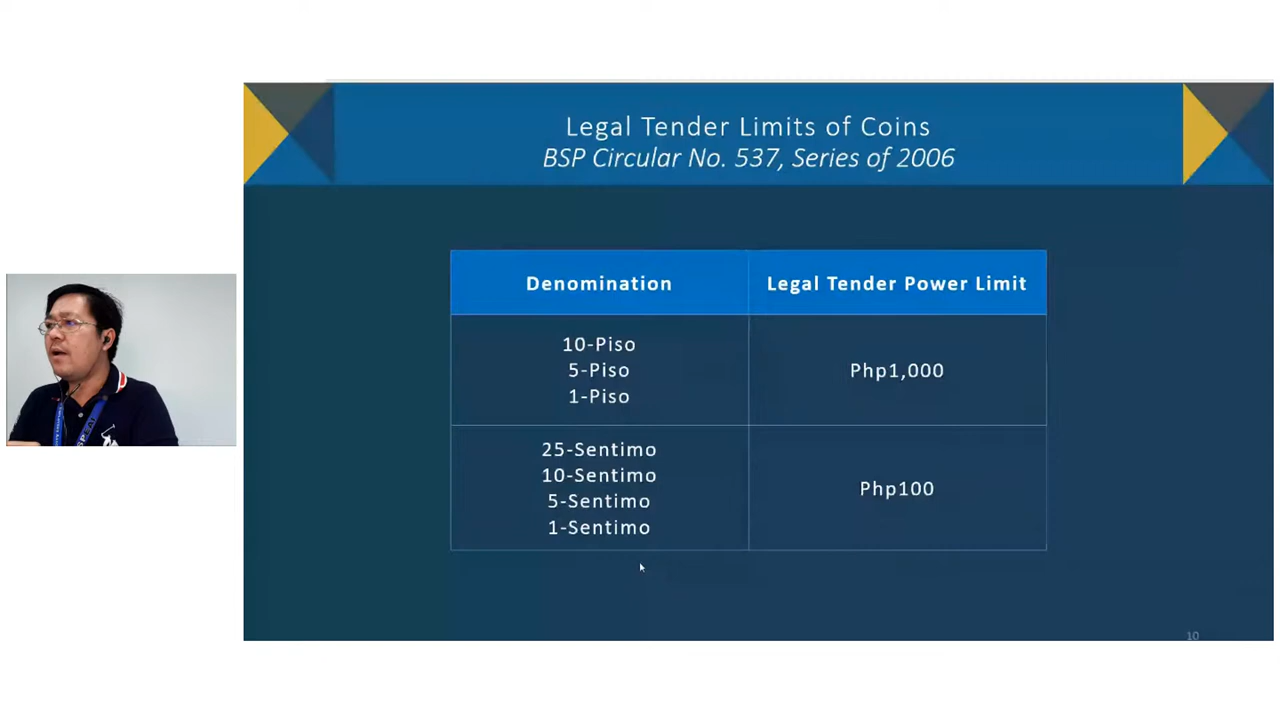 Legal Tender Limits of Coins
BSP Circular No. 537, Series of 2006
Denomination
Legal Tender Power Limit
10-Piso
5-Piso
1-Piso
Php1,000
25-Sentimo
10-Sentimo
5-Sentimo
1-Sentimo
Php100
10